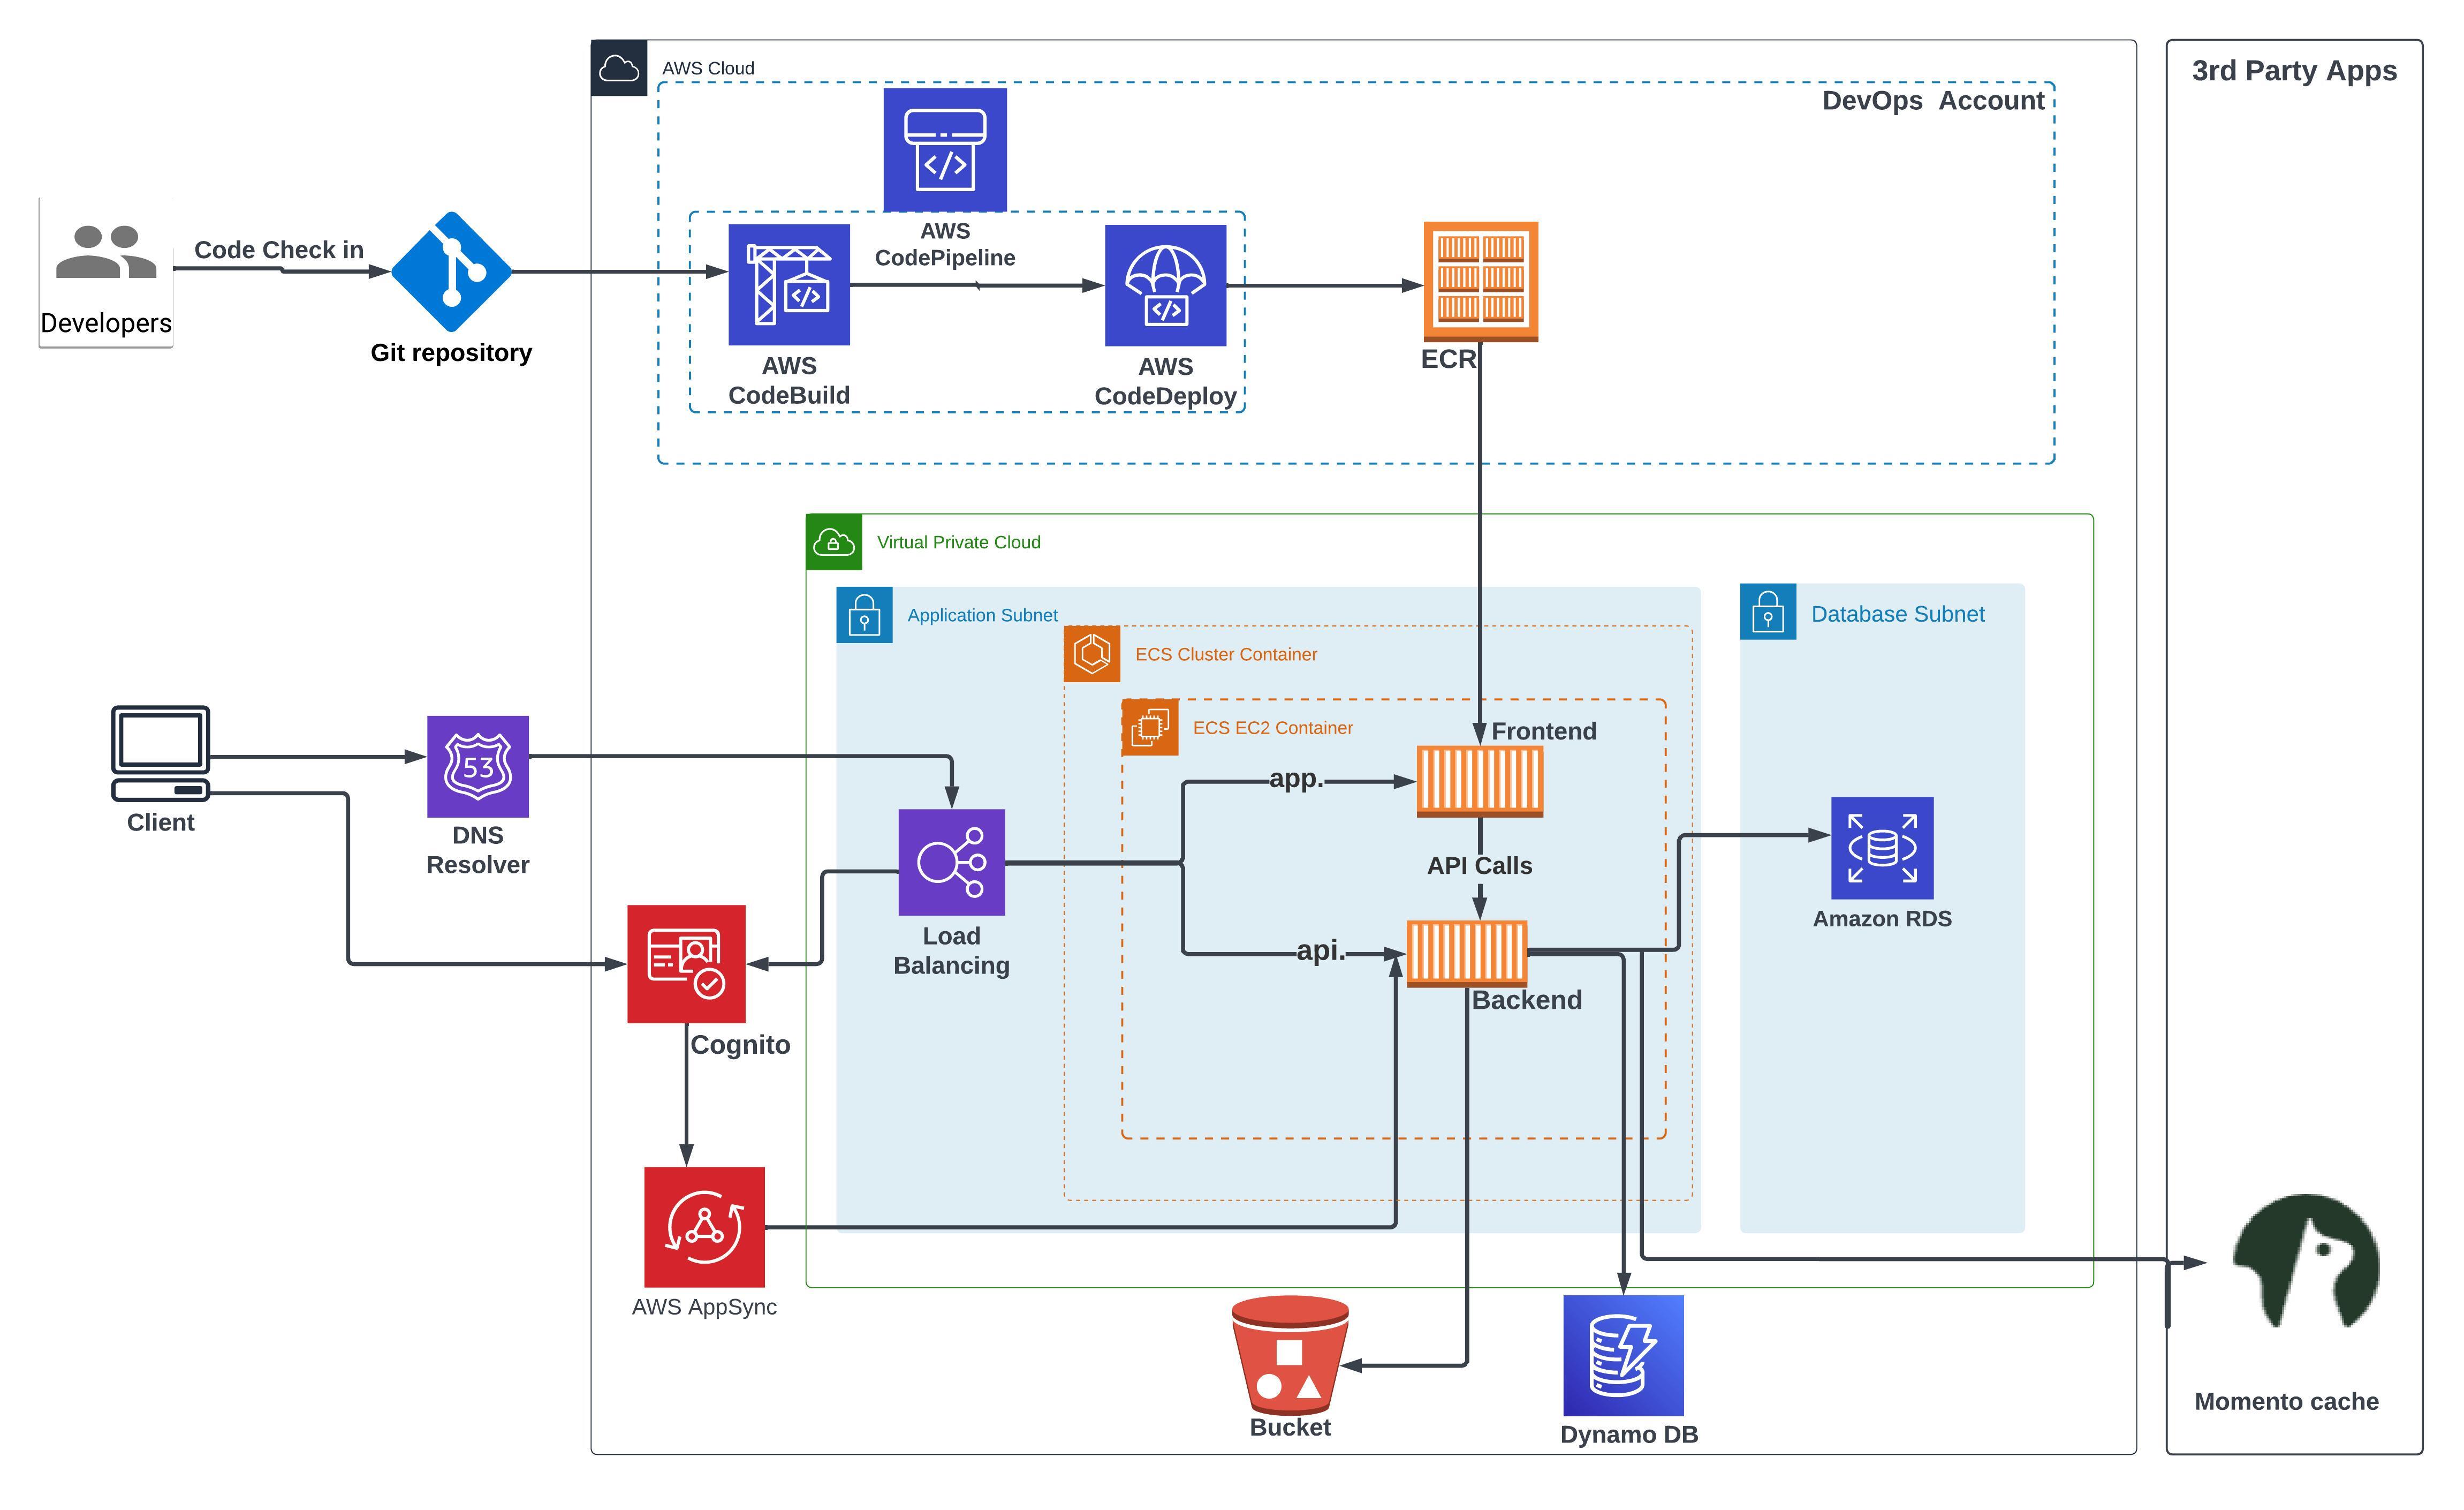 AWS Cloud
3rd Party Apps
DevOps  Account
AWS
CodePipeline
Code Check in
Developers
Git repository
AWS
CodeBuild
AWS
CodeDeploy
ECR
Virtual Private Cloud
Application Subnet
Database Subnet
ECS Cluster Container
ECS EC2 Container
Frontend
53
app.
Client
DNS
Resolver
API Calls
Amazon RDS
Load
Balancing
api.
Backend
Cognito
AWS AppSync
Momento cache
Bucket
Dynamo DB